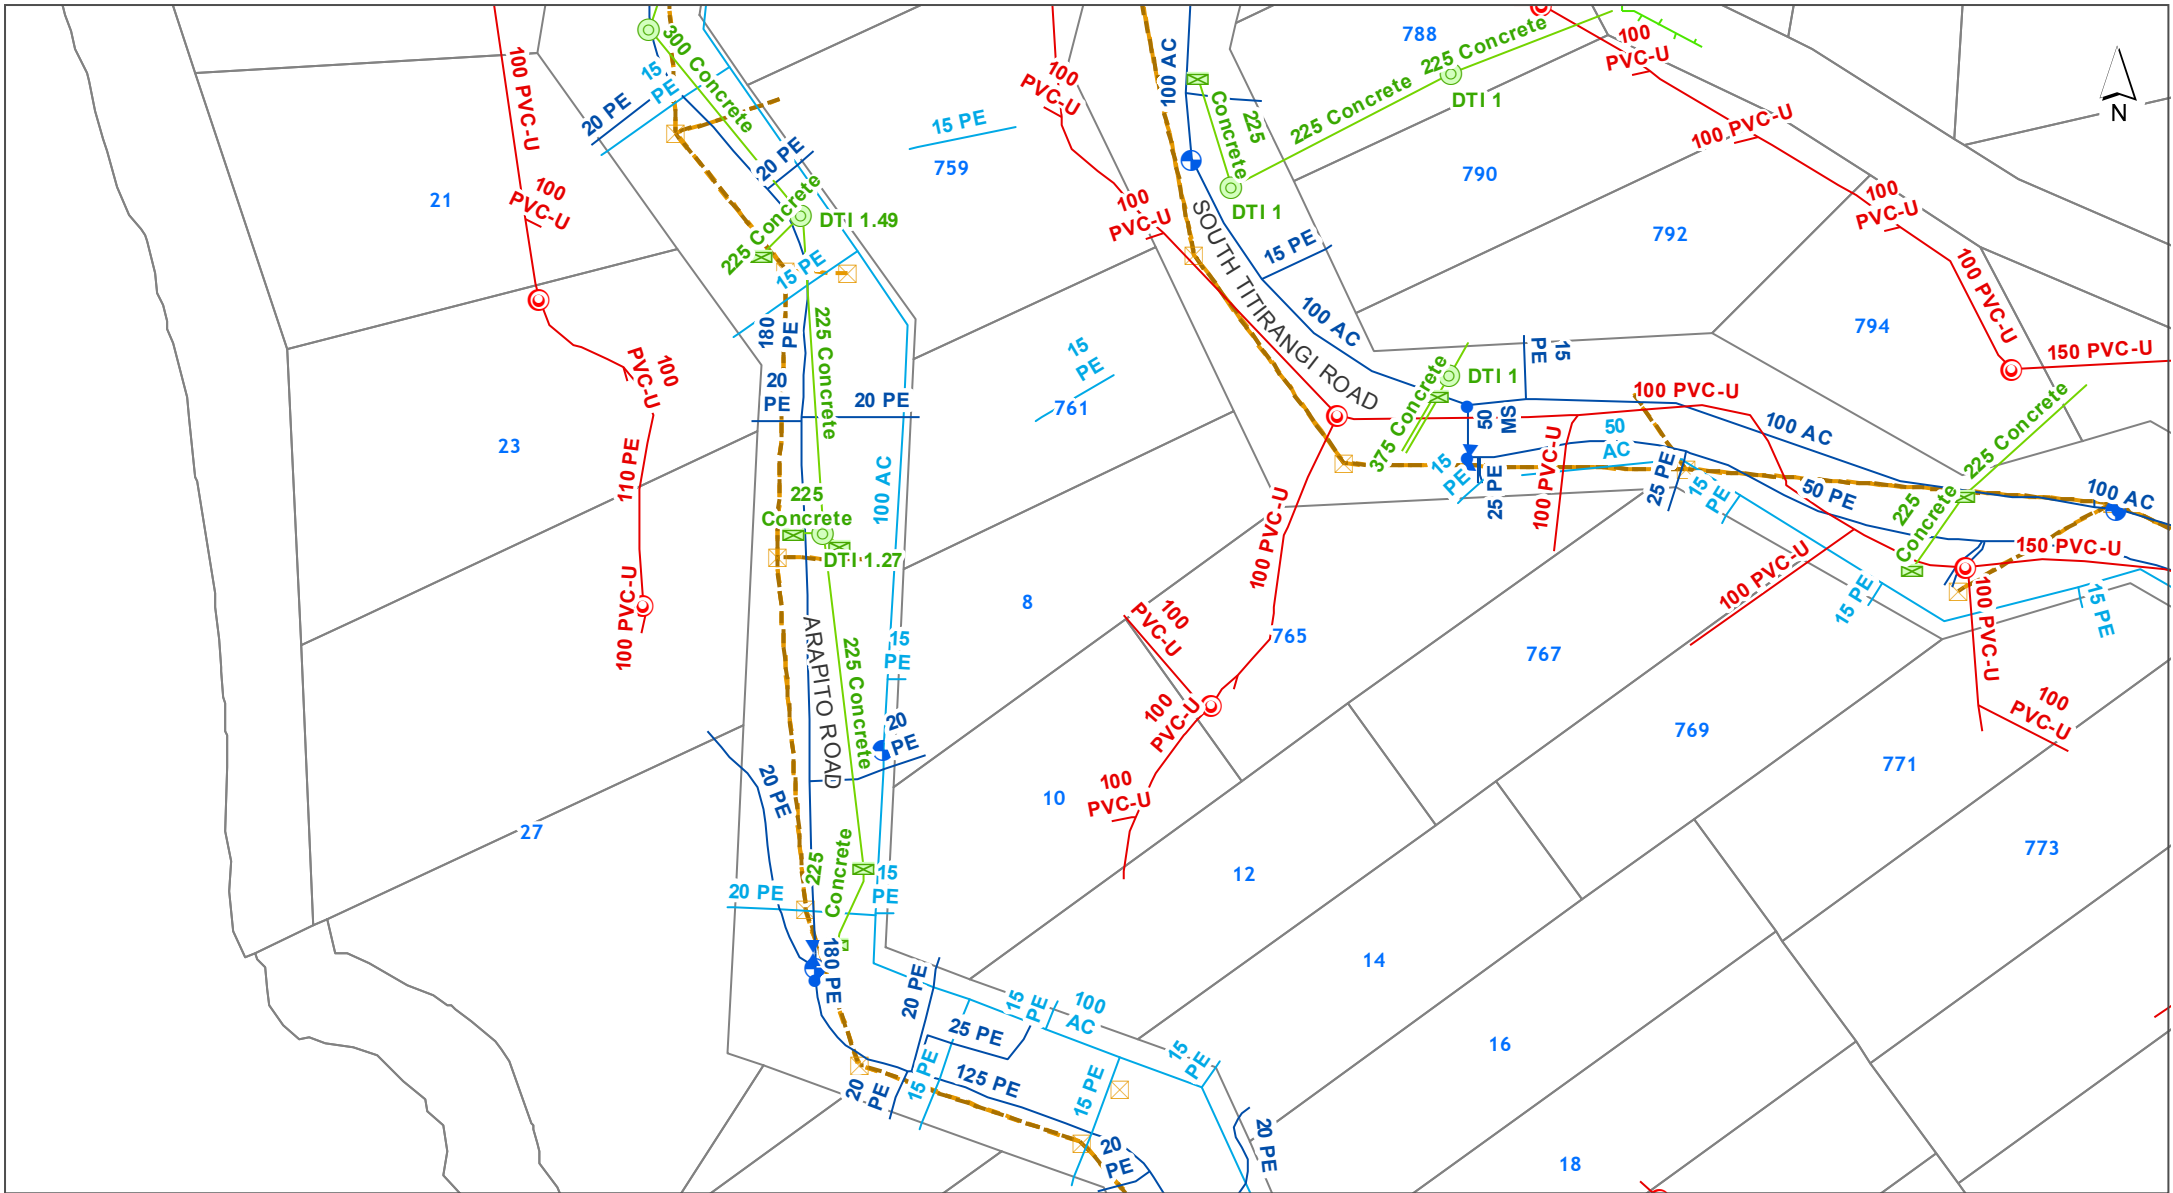 300 Concrete
15
PE
20 PE
100 PVC-U
100
PVC-U
21
20 PE
225 Concrete
DTI 1.49
225
15 PE
759
15 PE
100
PVC-U
100
PVC-U
100 AC
225
Concrete
DTI 1
SOUTH TITIRANGI ROAD
15 PE
100 AC
788
225 Concrete
225 Concrete
DTI 1
790
792
794
100
PVC-U
100 PVC-U
100
PVC-U
100 PVC-U
150 PVC-U
N
180
PE
225 Concrete
20
PE
20 PE
100 AC
225
Concrete
DTI 1.27
23
100
PVC-U
110 PE
100 PVC-U
15
PE
761
8
15
PE
375 Concrete
DTI 1
15
PE
50
MS
100 PVC-U
50
AC
15
PE
25 PE
100 PVC-U
25 PE
15
PE
100 AC
50 PE
225 Concrete
225
Concrete
100 AC
150 PVC-U
100 PVC-U
15 PE
15 PE
100 PVC-U
100
PVC-U
100 PVC-U
765
100
PVC-U
100
PVC-U
100
PVC-U
767
769
771
773
ARAPITO ROAD
225 Concrete
20
PE
20 PE
27
10
12
14
16
18
225
Concrete
15
PE
20 PE
180 PE
20 PE
25 PE
15
PE
100
AC
15
PE
125 PE
15 PE
20
PE
15 PE
20
PE
20 PE